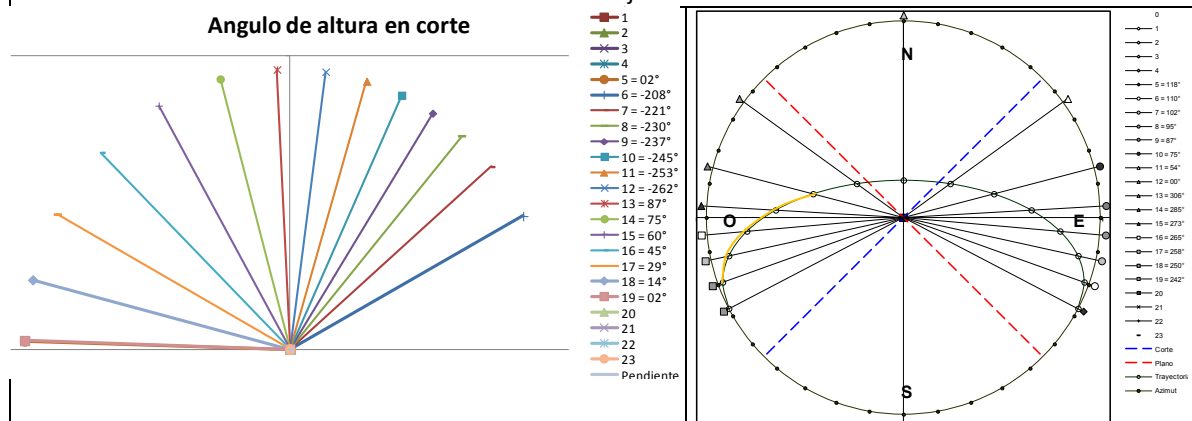 Angulo de altura en corte
1
2
3
4
5 = 02°
6 = -208°
7 = -221°
8 = -230°
9 = -237°
10 = -245°
11 = -253°
12 = -262°
13 = 87°
14 = 75°
15 = 60°
16 = 45°
17 = 29°
18 = 14°
19 = 02°
20
21
22
23
Pendiente
N
O
E
S
0
1
2
3
4
5 = 118°
6 = 110°
7 = 102°
8 = 95°
9 = 87°
10 = 75°
11 = 54°
12 = 00°
13 = 306°
14 = 285°
15 = 273°
16 = 265°
17 = 258°
18 = 250°
19 = 242°
20
21
22
23
Corte
Plano
Trayectoria
Azimut